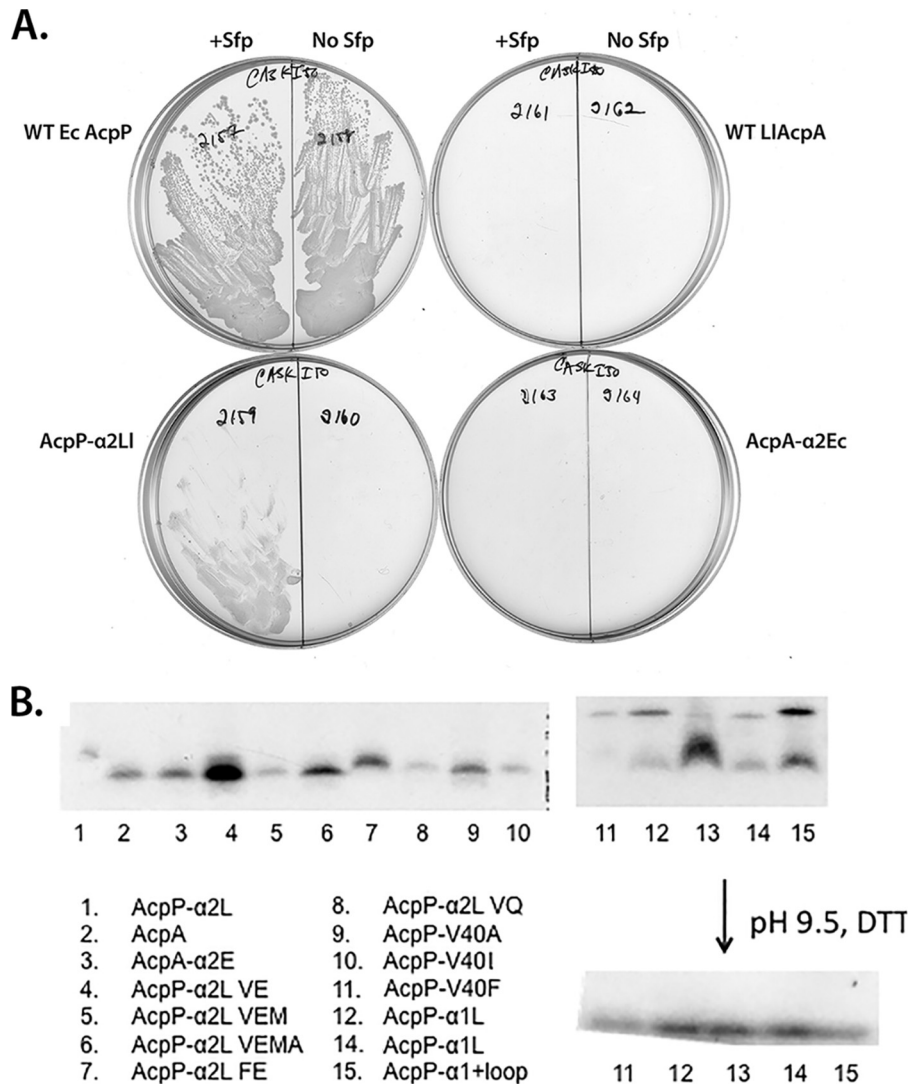 A.
+Sfp No Sfp +Sfp No Sfp
WT Ec AcpP
CASKI50
2157 2158
CASKI50
2161 2162
WT LlAcpA
AcpP-α2Ll
CASKI50
2159 2160
CASKI50
2163 2164
AcpA-α2Ec
B.
1 2 3 4 5 6 7 8 9 10
11 12 13 14 15
1. AcpP-α2L
2. AcpA
3. AcpA-α2E
4. AcpP-α2L VE
5. AcpP-α2L VEM
6. AcpP-α2L VEMA
7. AcpP-α2L FE
8. AcpP-α2L VQ
9. AcpP-V40A
10. AcpP-V40I
11. AcpP-V40F
12. AcpP-α1L
14. AcpP-α1L
15. AcpP-α1+loop
pH 9.5, DTT
11 12 13 14 15